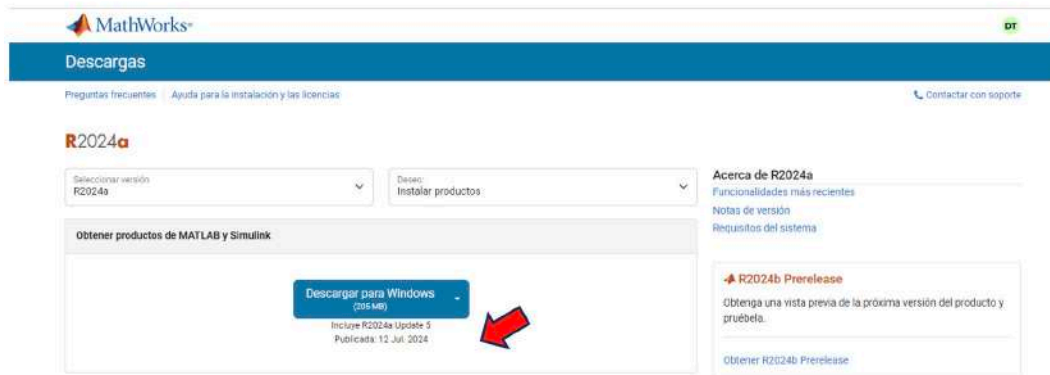 MathWorks®
DT
Descargas
Preguntas frecuentes
Ayuda para la instalación y las licencias
Contactar con soporte
R2024a
Seleccionar versión
R2024a
Deseo:
Instalar productos
Obtener productos de MATLAB y Simulink
Descargar para Windows
(205 MB)
Incluye R2024a Update 5
Publicada: 12 Jul. 2024
Acerca de R2024a
Funcionalidades más recientes
Notas de versión
Requisitos del sistema
R2024b Prerelease
Obtenga una vista previa de la próxima versión del producto y
pruébela.
Obtener R2024b Prerelease